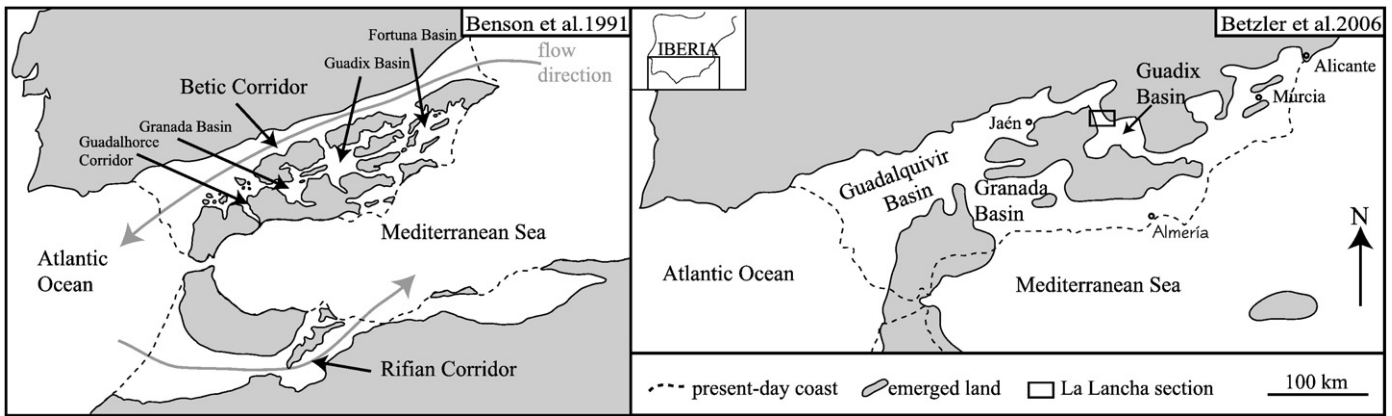 Benson et al.1991
Fortuna Basin
flow
direction
Guadix Basin
Betic Corridor
Granada Basin
Guadalhorce
Corridor
Mediterranean Sea
Atlantic
Ocean
Rifian Corridor
Betzler et al.2006
IBERIA
Alicante
Guadix
Basin
Murcia
Jaén
Guadalquivir
Basin
Granada
Basin
Almería
N
Atlantic Ocean
Mediterranean Sea
present-day coast
emerged land
La Lancha section
100 km